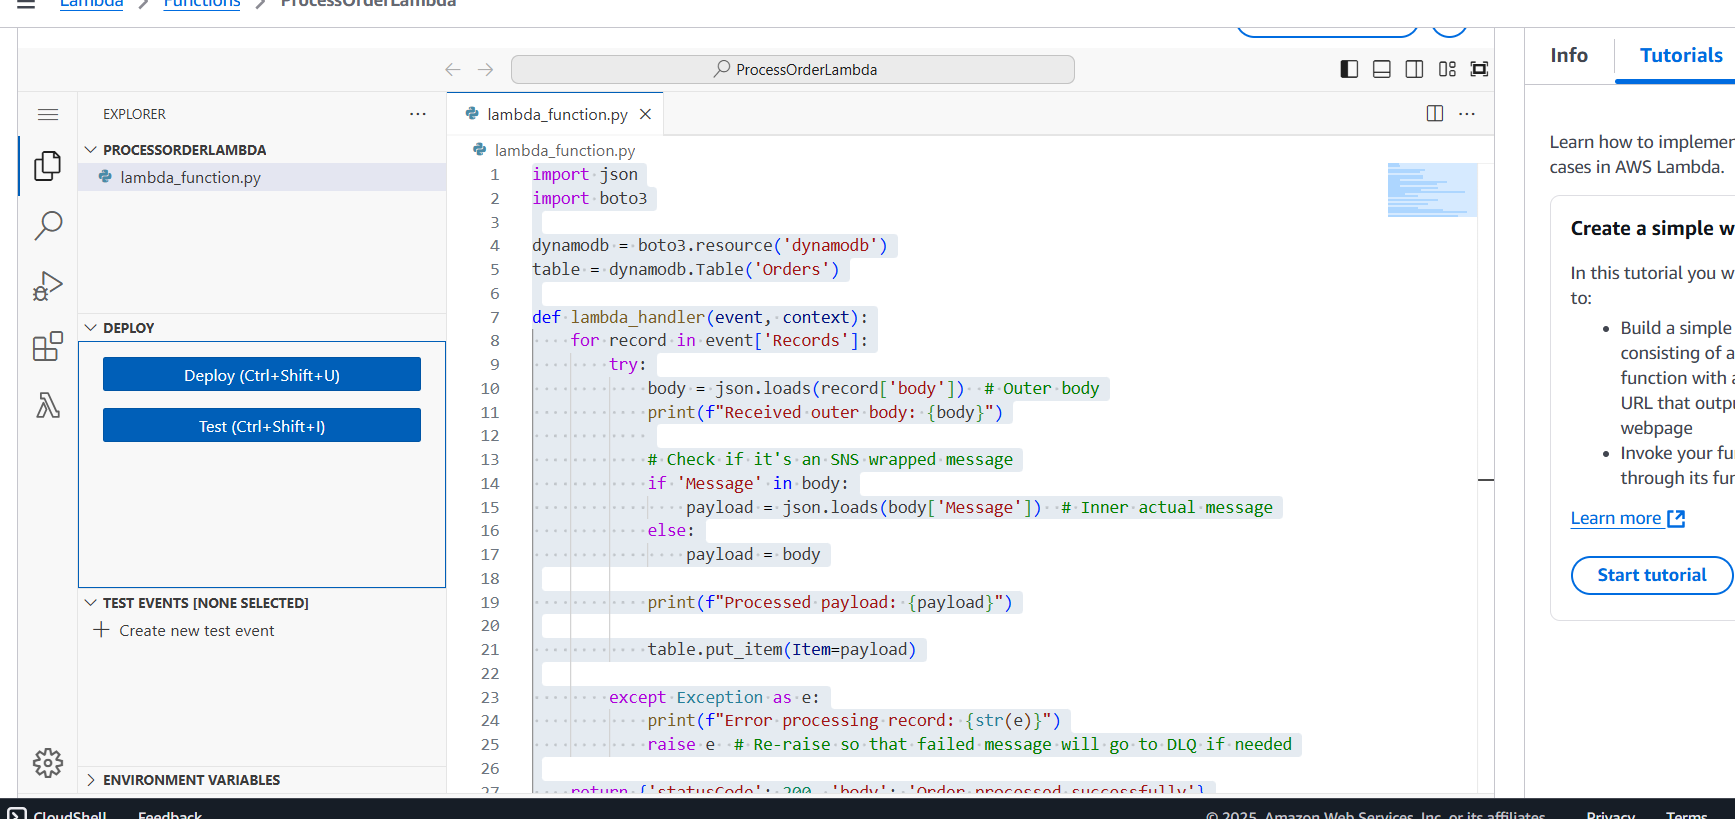 Lambda > Functions > ProcessOrderLambda
ProcessOrderLambda
Info
Tutorials
EXPLORER
PROCESSORDERLAMBDA
lambda_function.py
DEPLOY
Deploy (Ctrl+Shift+U)
Test (Ctrl+Shift+I)
TEST EVENTS [NONE SELECTED]
Create new test event
ENVIRONMENT VARIABLES
lambda_function.py
lambda_function.py
1 import json
2 import boto3
3
4 dynamodb = boto3.resource('dynamodb')
5 table = dynamodb.Table('Orders')
6
7 def lambda_handler(event, context):
8     for record in event['Records']:
9         try:
10             body = json.loads(record['body'])  # Outer body
11             print(f"Received outer body: {body}")
12
13             # Check if it's an SNS wrapped message
14             if 'Message' in body:
15                 payload = json.loads(body['Message'])  # Inner actual message
16             else:
17                 payload = body
18
19             print(f"Processed payload: {payload}")
20
21             table.put_item(Item=payload)
22
23         except Exception as e:
24             print(f"Error processing record: {str(e)}")
25             raise e  # Re-raise so that failed message will go to DLQ if needed
26
27     return {'statusCode': 200, 'body': 'Order processed successfully'}
Learn how to implemen
cases in AWS Lambda.
Create a simple w
In this tutorial you w
to:
• Build a simple
consisting of a
function with a
URL that outpu
webpage
• Invoke your fu
through its fun
Learn more
Start tutorial
CloudShell
Feedback
© 2025, Amazon Web Services, Inc. or its affiliates.
Privacy
Terms